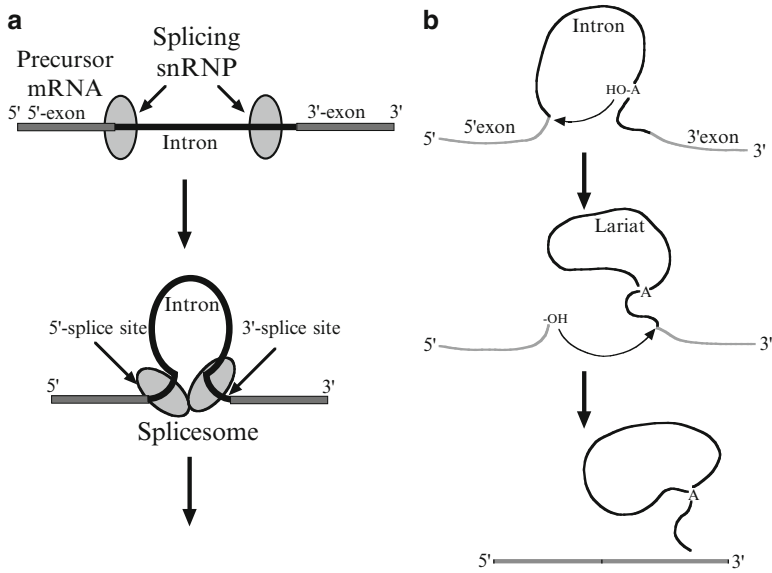 a
Splicing
snRNP
Precursor
mRNA
5' 5'-exon
3'-exon 3'
Intron
Intron
5'-splice site
3'-splice site
5'
3'
Splicesome
b
Intron
HO-A
5'
5'exon
3'exon
3'
Lariat
A
-OH
5'
3'
A
5'
3'